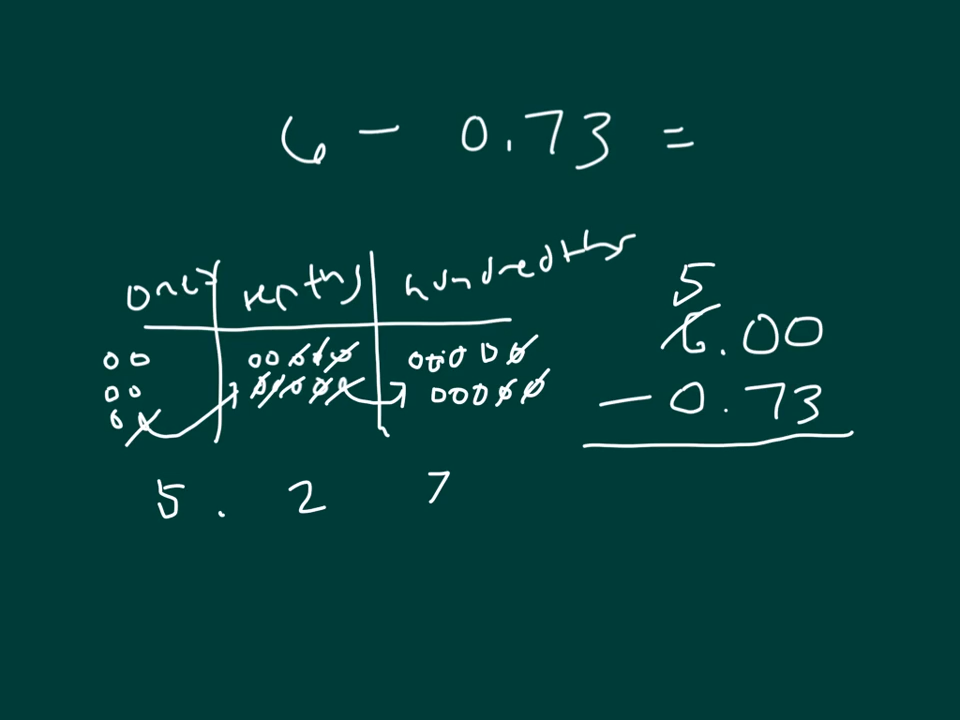 6 - 0.73 =
ones tenths hundredths
5
6.00
- 0.73
5 . 2 7